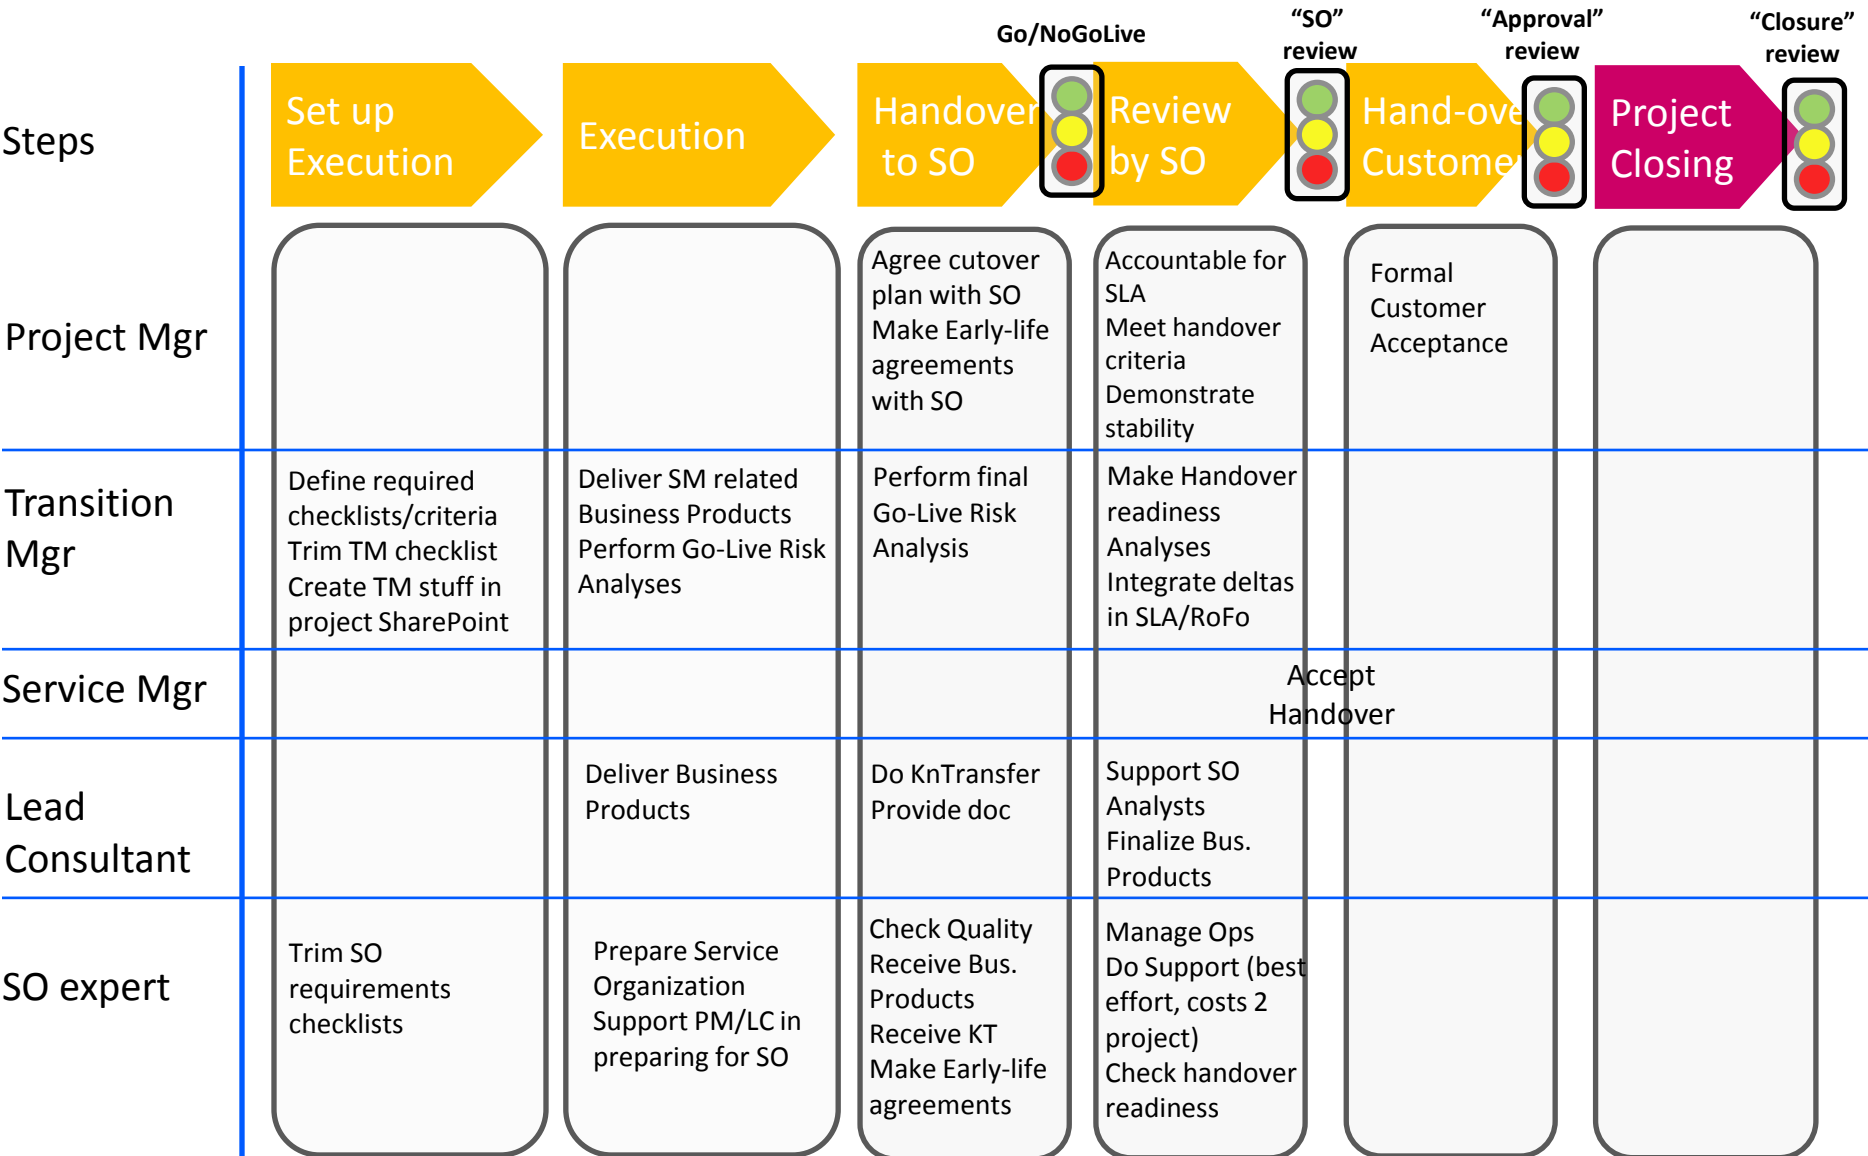 Go/NoGoLive
“SO”
review
“Approval”
review
“Closure”
review
Steps
Set up
Execution
Execution
Handover
to SO
Review
by SO
Hand-ove
Custome
Project
Closing
Project Mgr
Agree cutover
plan with SO
Make Early-life
agreements
with SO
Accountable for
SLA
Meet handover
criteria
Demonstrate
stability
Formal
Customer
Acceptance
Transition
Mgr
Define required
checklists/criteria
Trim TM checklist
Create TM stuff in
project SharePoint
Deliver SM related
Business Products
Perform Go-Live Risk
Analyses
Perform final
Go-Live Risk
Analysis
Make Handover
readiness
Analyses
Integrate deltas
in SLA/RoFo
Service Mgr
Accept
Handover
Lead
Consultant
Deliver Business
Products
Do KnTransfer
Provide doc
Support SO
Analysts
Finalize Bus.
Products
SO expert
Trim SO
requirements
checklists
Prepare Service
Organization
Support PM/LC in
preparing for SO
Check Quality
Receive Bus.
Products
Receive KT
Make Early-life
agreements
Manage Ops
Do Support (best
effort, costs 2
project)
Check handover
readiness